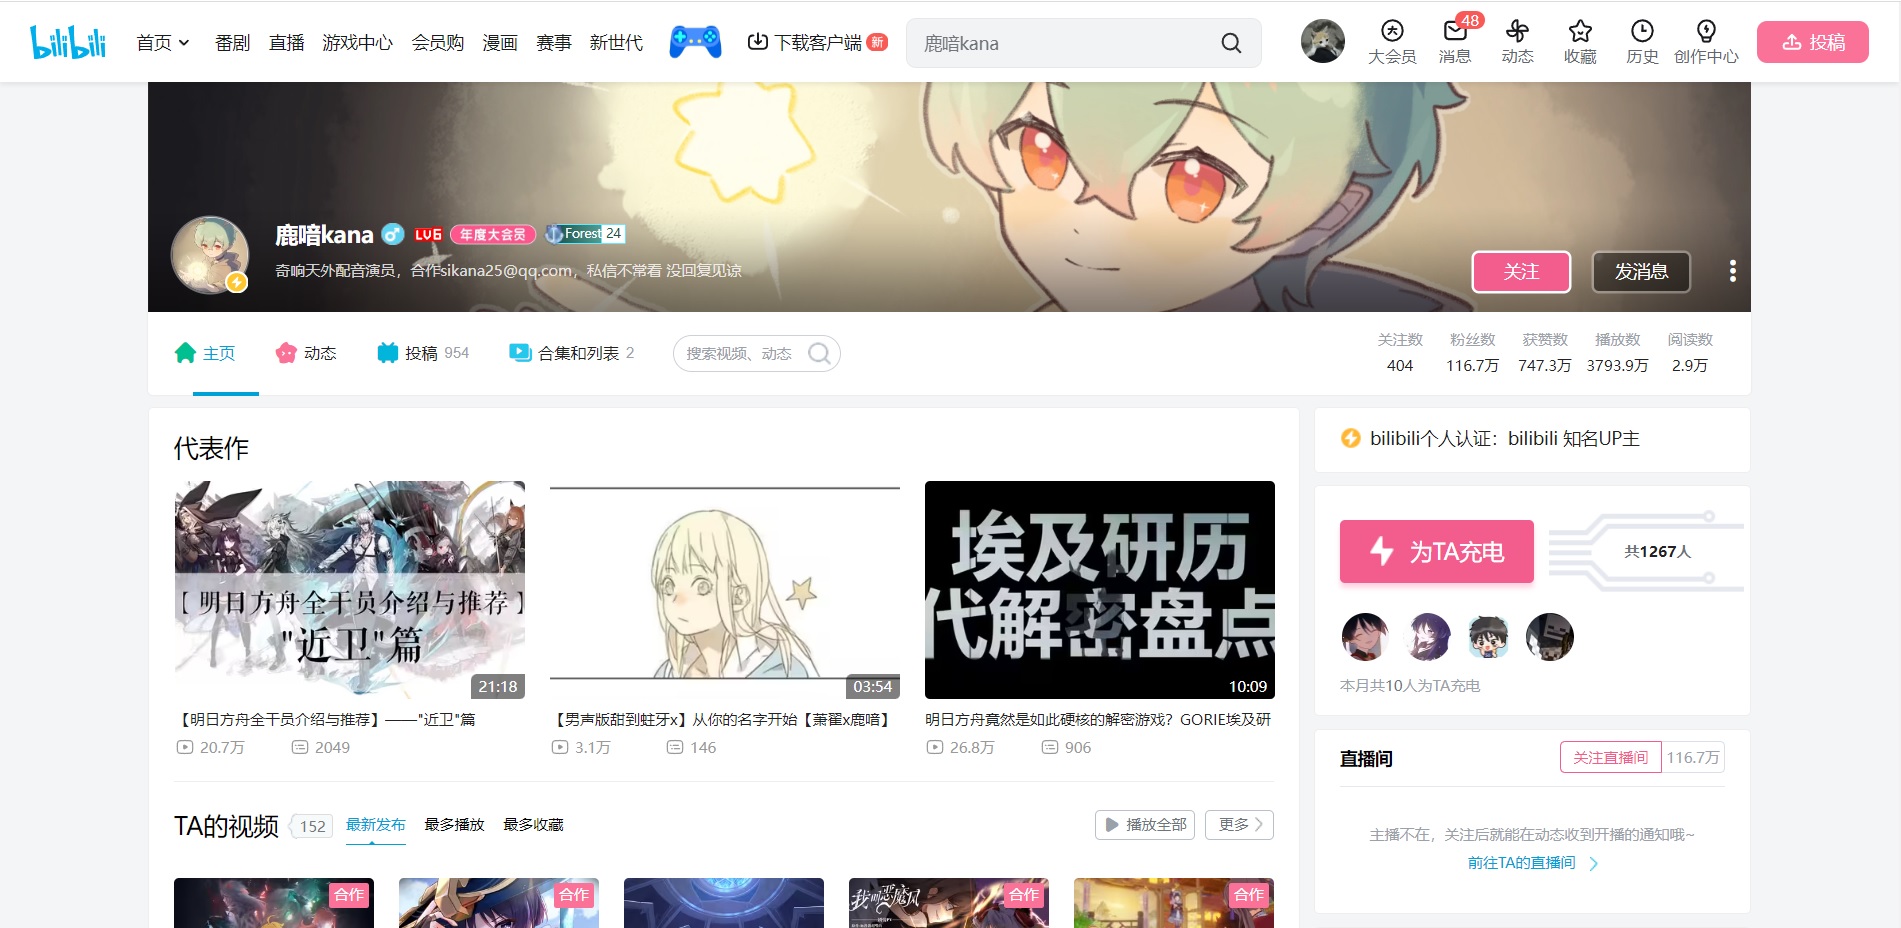 bilibili
首页 番剧 直播 游戏中心 会员购 漫画 赛事 新世代 下载客户端 新
鹿喑kana
大会员 消息 48 动态 收藏 历史 创作中心 投稿
鹿喑kana LV6 年度大会员 Forest 24
奇响天外配音演员，合作sikana25@qq.com，私信不常看 没回复见谅
关注 发消息
主页 动态 投稿 954 合集和列表 2 搜索视频、动态
关注数 粉丝数 获赞数 播放数 阅读数
404 116.7万 747.3万 3793.9万 2.9万
代表作
【明日方舟全干员介绍与推荐】
"近卫"篇
21:18
【明日方舟全干员介绍与推荐】——"近卫"篇
20.7万 2049
03:54
【男声版甜到蛀牙x】从你的名字开始【萧翟x鹿喑】
3.1万 146
埃及研历
代解密盘点
10:09
明日方舟竟然是如此硬核的解密游戏？GORIE埃及研
26.8万 906
TA的视频 152 最新发布 最多播放 最多收藏 播放全部 更多
合作
合作
我叫恶魔风
合作
合作
bilibili个人认证：bilibili 知名UP主
为TA充电 共1267人
本月共10人为TA充电
直播间 关注直播间 116.7万
主播不在，关注后就能在动态收到开播的通知哦~
前往TA的直播间